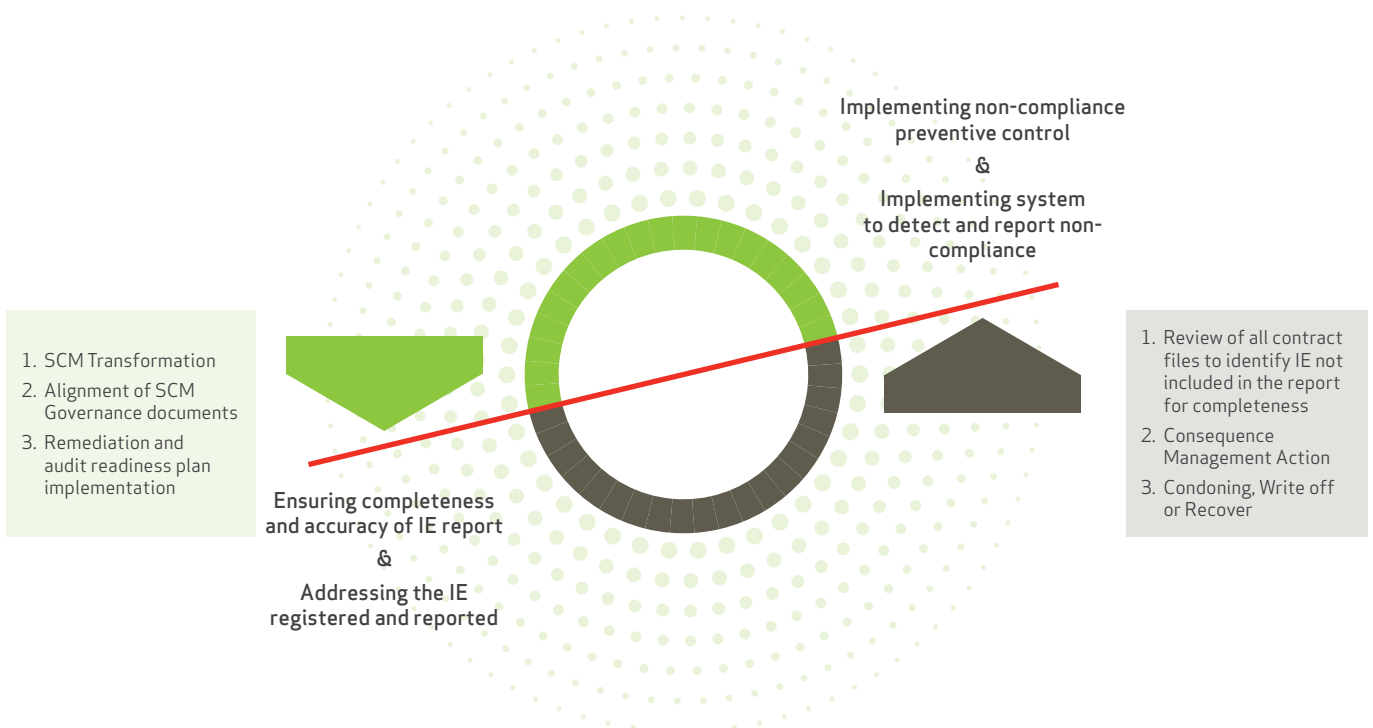 Implementing non-compliance
preventive control
&
Implementing system
to detect and report non-
compliance
1. SCM Transformation
2. Alignment of SCM
Governance documents
3. Remediation and
audit readiness plan
implementation
Ensuring completeness
and accuracy of IE report
&
Addressing the IE
registered and reported
1. Review of all contract
files to identify IE not
included in the report
for completeness
2. Consequence
Management Action
3. Condoning, Write off
or Recover